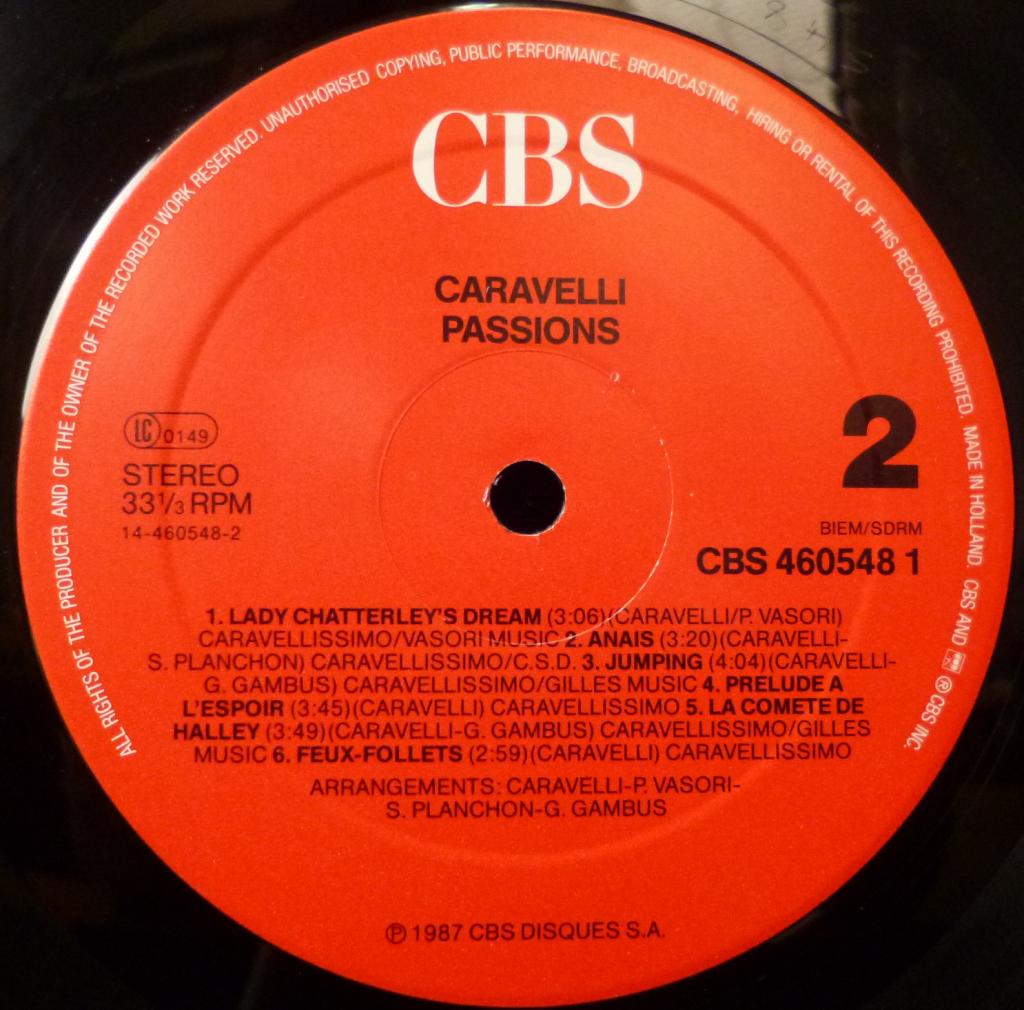 ALL RIGHTS OF THE PRODUCER AND OF THE OWNER OF THE RECORDED WORK RESERVED. UNAUTHORISED COPYING, PUBLIC PERFORMANCE, BROADCASTING, HIRING OR RENTAL OF THIS RECORDING PROHIBITED. MADE IN HOLLAND. CBS AND ® CBS INC.
CBS
CARAVELLI
PASSIONS
LC 0149
STEREO
33 1/3 RPM
14-460548-2
2
BIEM/SDRM
CBS 460548 1
1. LADY CHATTERLEY'S DREAM (3:06)(CARAVELLI/P. VASORI)
CARAVELLISSIMO/VASORI MUSIC 2. ANAIS (3:20)(CARAVELLI-
S. PLANCHON) CARAVELLISSIMO/C.S.D. 3. JUMPING (4:04)(CARAVELLI-
G. GAMBUS) CARAVELLISSIMO/GILLES MUSIC 4. PRELUDE A
L'ESPOIR (3:45)(CARAVELLI) CARAVELLISSIMO 5. LA COMETE DE
HALLEY (3:49)(CARAVELLI-G. GAMBUS) CARAVELLISSIMO/GILLES
MUSIC 6. FEUX-FOLLETS (2:59)(CARAVELLI) CARAVELLISSIMO
ARRANGEMENTS: CARAVELLI-P. VASORI-
S. PLANCHON-G. GAMBUS
℗ 1987 CBS DISQUES S.A.